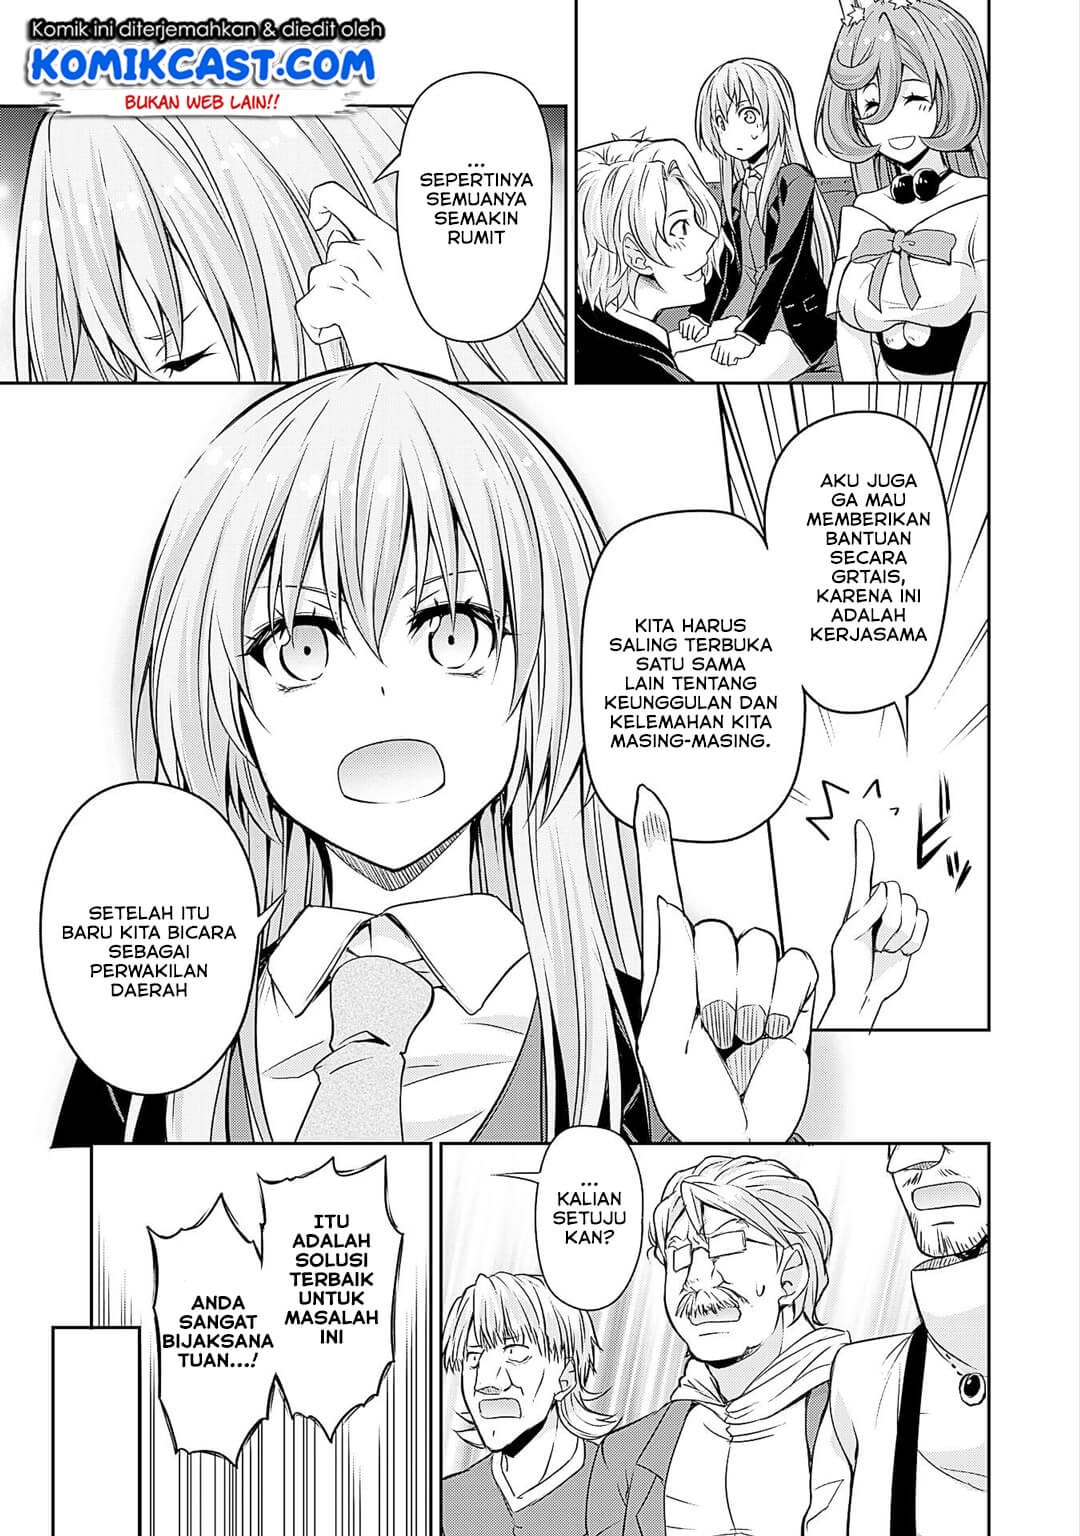 Komik ini diterjemahkan & diedit oleh
KOMIKCAST.COM
BUKAN WEB LAIN!!
...
SEPERTINYA
SEMUANYA
SEMAKIN
RUMIT
AKU JUGA
GA MAU
MEMBERIKAN
BANTUAN
SECARA
GRTAIS,
KARENA INI
ADALAH
KERJASAMA
KITA HARUS
SALING TERBUKA
SATU SAMA
LAIN TENTANG
KEUNGGULAN DAN
KELEMAHAN KITA
MASING-MASING.
SETELAH ITU
BARU KITA BICARA
SEBAGAI
PERWAKILAN
DAERAH
...
KALIAN
SETUJU
KAN?
ITU
ADALAH
SOLUSI
TERBAIK
UNTUK
MASALAH
INI
ANDA
SANGAT
BIJAKSANA
TUAN...!